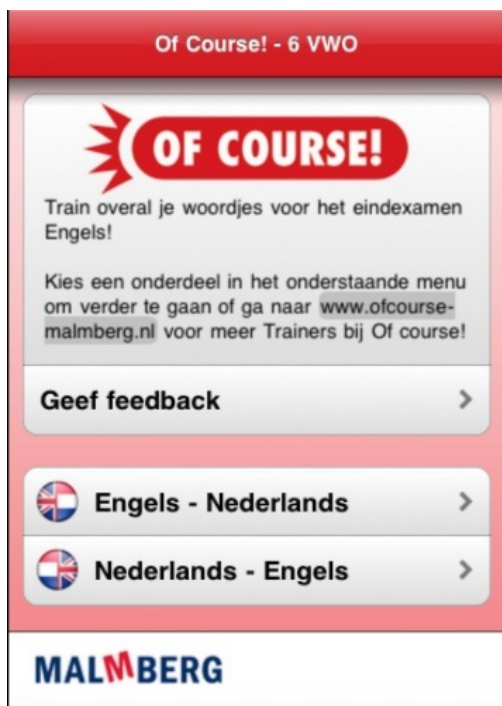 Of Course! - 6 VWO
OF COURSE!
Train overal je woordjes voor het eindexamen
Engels!
Kies een onderdeel in het onderstaande menu
om verder te gaan of ga naar www.ofcourse-
malmberg.nl voor meer Trainers bij Of course!
Geef feedback
Engels - Nederlands
Nederlands - Engels
MALMBERG